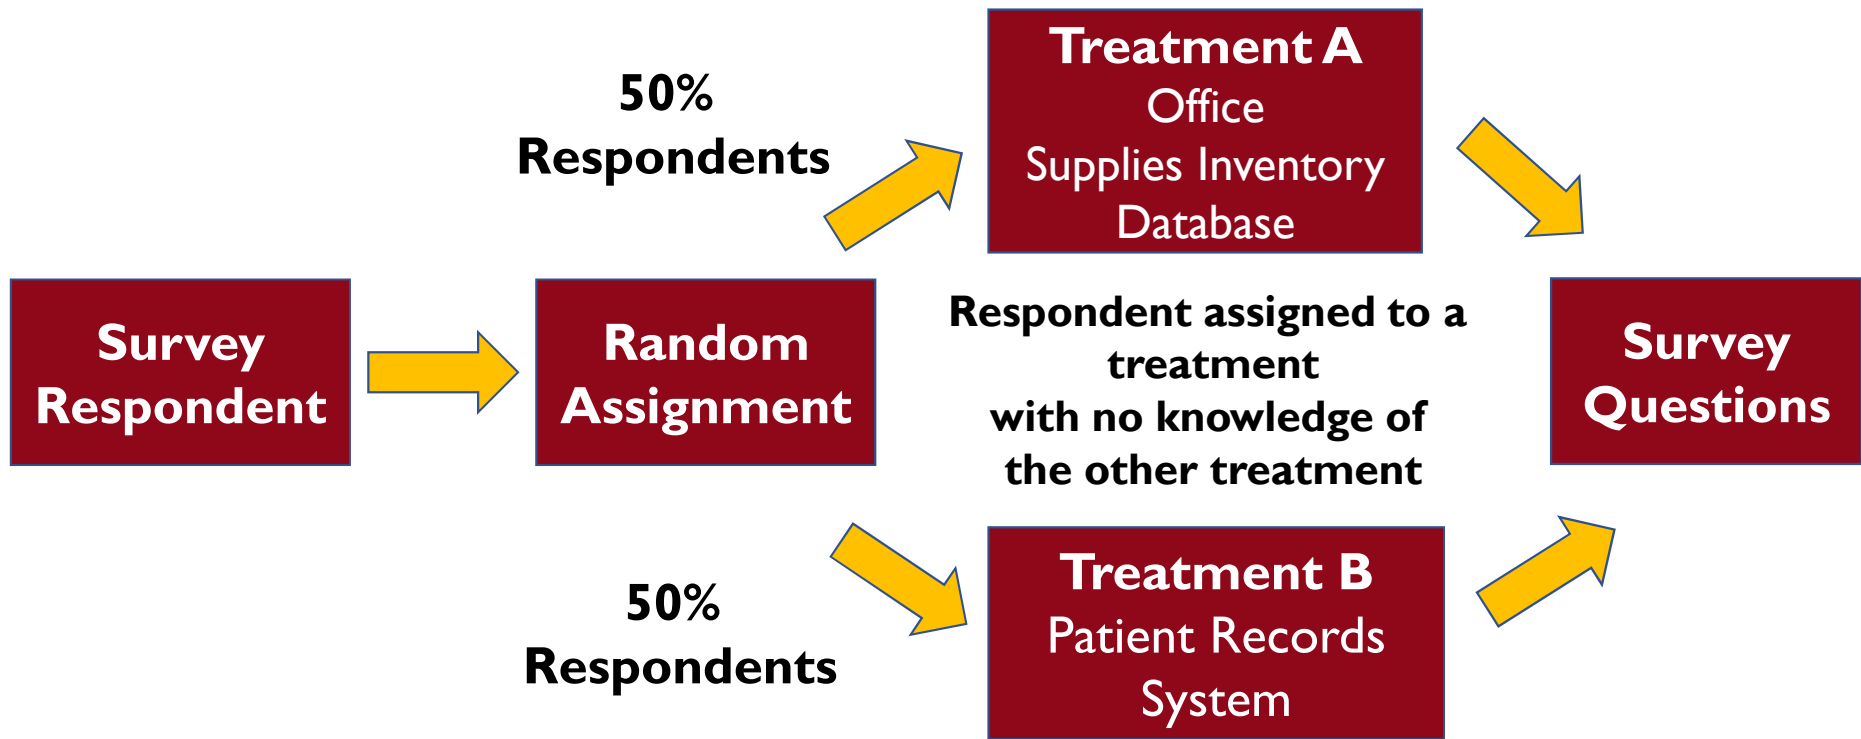 Survey
Respondent
Random
Assignment
50%
Respondents
Treatment A
Office
Supplies Inventory
Database
Respondent assigned to a
treatment
with no knowledge of
the other treatment
50%
Respondents
Treatment B
Patient Records
System
Survey
Questions